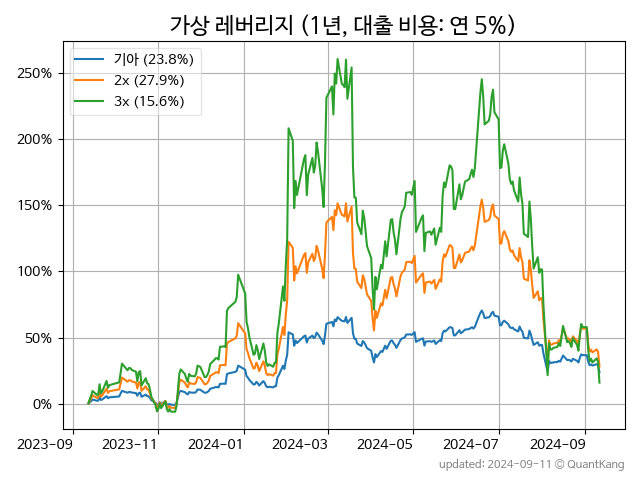 가상 레버리지 (1년, 대출 비용: 연 5%)
기아 (23.8%)
2x (27.9%)
3x (15.6%)
250%
200%
150%
100%
50%
0%
2023-09 2023-11 2024-01 2024-03 2024-05 2024-07 2024-09
updated: 2024-09-11 © QuantKang